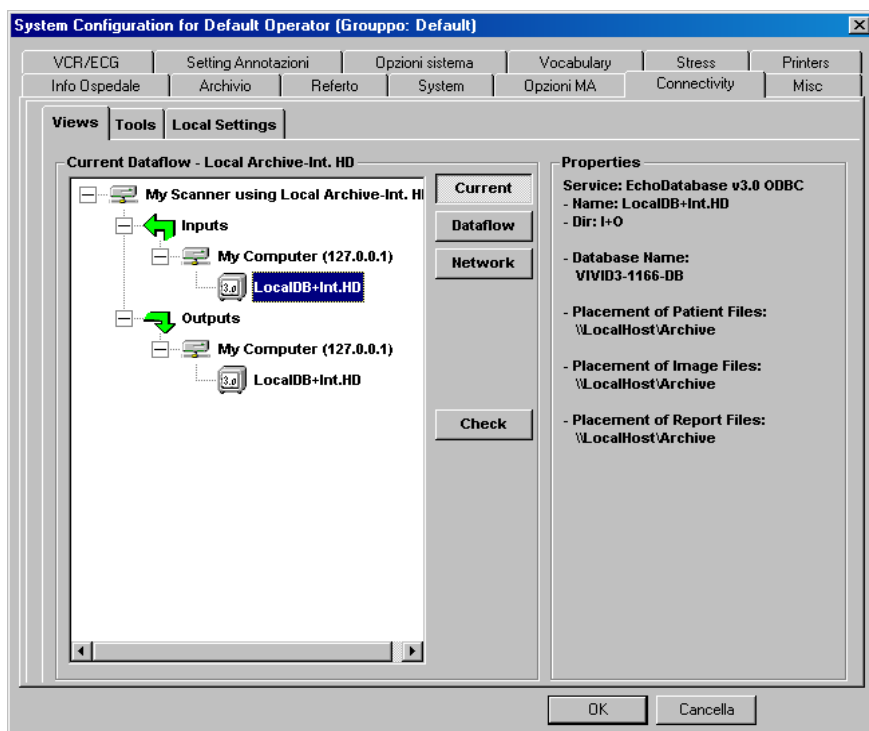 System Configuration for Default Operator (Grouppo: Default)
VCR/ECG Setting Annotazioni Opzioni sistema Vocabulary Stress Printers
Info Ospedale Archivio Referto System Opzioni MA Connectivity Misc
Views Tools Local Settings
Current Dataflow - Local Archive-Int. HD
My Scanner using Local Archive-Int. H
Inputs
My Computer (127.0.0.1)
3.0 LocalDB+Int.HD
Outputs
My Computer (127.0.0.1)
3.0 LocalDB+Int.HD
Current
Dataflow
Network
Check
Properties
Service: EchoDatabase v3.0 ODBC
- Name: LocalDB+Int.HD
- Dir: I+O
- Database Name:
VIVID3-1166-DB
- Placement of Patient Files:
\\LocalHost\Archive
- Placement of Image Files:
\\LocalHost\Archive
- Placement of Report Files:
\\LocalHost\Archive
OK Cancella